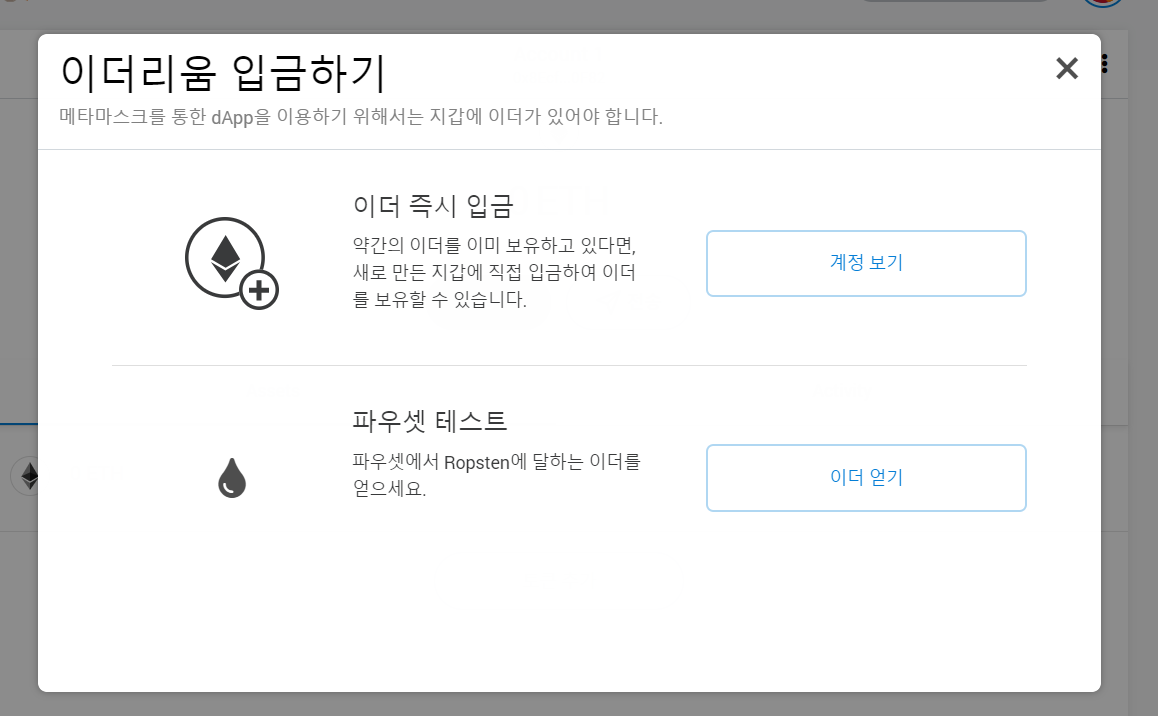 이더리움 입금하기
메타마스크를 통한 dApp을 이용하기 위해서는 지갑에 이더가 있어야 합니다.
이더 즉시 입금
약간의 이더를 이미 보유하고 있다면,
새로 만든 지갑에 직접 입금하여 이더
를 보유할 수 있습니다.
계정 보기
파우셋 테스트
파우셋에서 Ropsten에 달하는 이더를
얻으세요.
이더 얻기